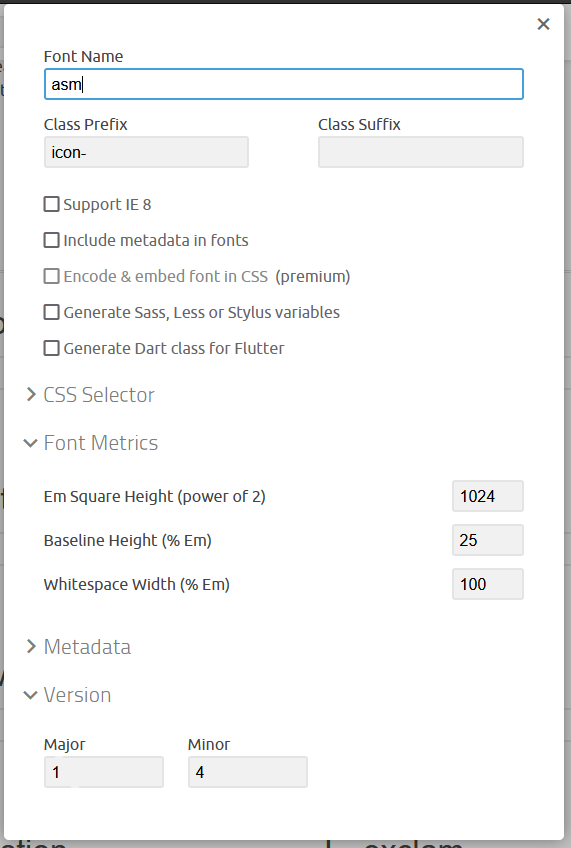 Font Name
asm
Class Prefix Class Suffix
icon-
Support IE 8
Include metadata in fonts
Encode & embed font in CSS (premium)
Generate Sass, Less or Stylus variables
Generate Dart class for Flutter
CSS Selector
Font Metrics
Em Square Height (power of 2) 1024
Baseline Height (% Em) 25
Whitespace Width (% Em) 100
Metadata
Version
Major Minor
1 4